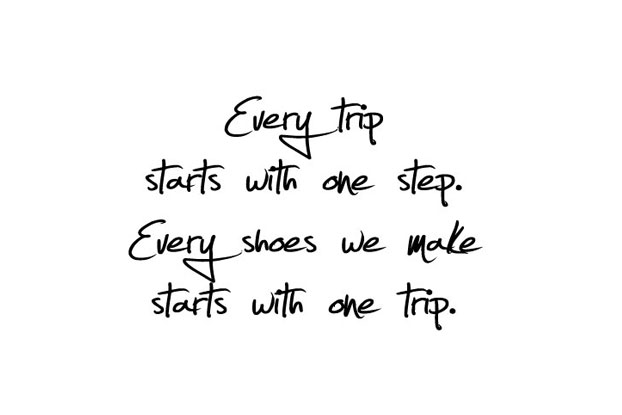 Every trip
starts with one step.
Every shoes we make
starts with one trip.